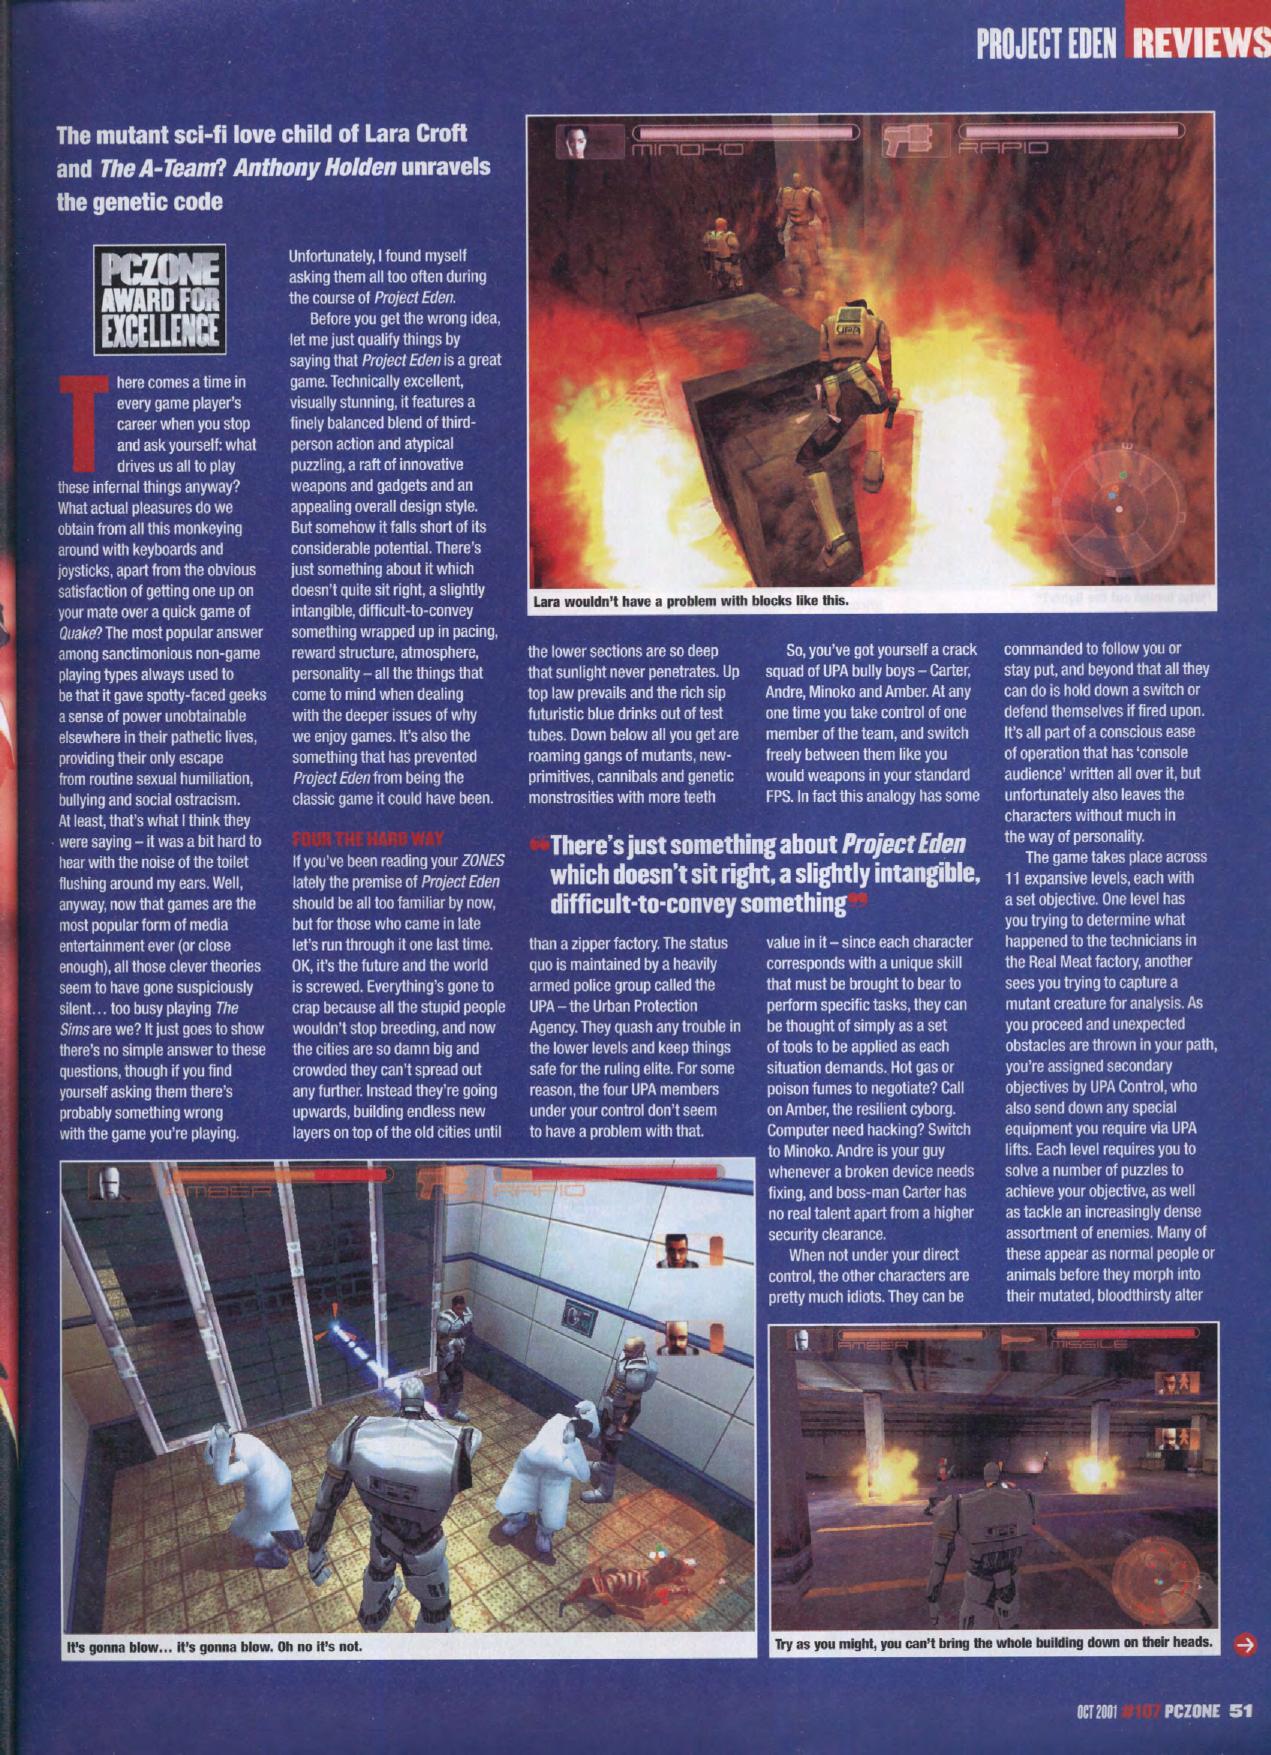 PROJECT EDEN REVIEWS
The mutant sci-fi love child of Lara Croft
and The A-Team? Anthony Holden unravels
the genetic code
PCZONE
AWARD FOR
EXCELLENCE
There comes a time in
every game player's
career when you stop
and ask yourself: what
drives us all to play
these infernal things anyway?
What actual pleasures do we
obtain from all this monkeying
around with keyboards and
joysticks, apart from the obvious
satisfaction of getting one up on
your mate over a quick game of
Quake? The most popular answer
among sanctimonious non-game
playing types always used to
be that it gave spotty-faced geeks
a sense of power unobtainable
elsewhere in their pathetic lives,
providing their only escape
from routine sexual humiliation,
bullying and social ostracism.
At least, that's what I think they
were saying – it was a bit hard to
hear with the noise of the toilet
flushing around my ears. Well,
anyway, now that games are the
most popular form of media
entertainment ever (or close
enough), all those clever theories
seem to have gone suspiciously
silent... too busy playing The
Sims are we? It just goes to show
there's no simple answer to these
questions, though if you find
yourself asking them there's
probably something wrong
with the game you're playing.
Unfortunately, I found myself
asking them all too often during
the course of Project Eden.
Before you get the wrong idea,
let me just qualify things by
saying that Project Eden is a great
game. Technically excellent,
visually stunning, it features a
finely balanced blend of third-
person action and atypical
puzzling, a raft of innovative
weapons and gadgets and an
appealing overall design style.
But somehow it falls short of its
considerable potential. There's
just something about it which
doesn't quite sit right, a slightly
intangible, difficult-to-convey
something wrapped up in pacing,
reward structure, atmosphere,
personality – all the things that
come to mind when dealing
with the deeper issues of why
we enjoy games. It's also the
something that has prevented
Project Eden from being the
classic game it could have been.
FOUR THE HARD WAY
If you've been reading your ZONES
lately the premise of Project Eden
should be all too familiar by now,
but for those who came in late
let's run through it one last time.
OK, it's the future and the world
is screwed. Everything's gone to
crap because all the stupid people
wouldn't stop breeding, and now
the cities are so damn big and
crowded they can't spread out
any further. Instead they're going
upwards, building endless new
layers on top of the old cities until
MINOKO
RAPID
UPA
Lara wouldn't have a problem with blocks like this.
the lower sections are so deep
that sunlight never penetrates. Up
top law prevails and the rich sip
futuristic blue drinks out of test
tubes. Down below all you get are
roaming gangs of mutants, new-
primitives, cannibals and genetic
monstrosities with more teeth
“There's just something about Project Eden
which doesn't sit right, a slightly intangible,
difficult-to-convey something”
than a zipper factory. The status
quo is maintained by a heavily
armed police group called the
UPA – the Urban Protection
Agency. They quash any trouble in
the lower levels and keep things
safe for the ruling elite. For some
reason, the four UPA members
under your control don't seem
to have a problem with that.
So, you've got yourself a crack
squad of UPA bully boys – Carter,
Andre, Minoko and Amber. At any
one time you take control of one
member of the team, and switch
freely between them like you
would weapons in your standard
FPS. In fact this analogy has some
value in it – since each character
corresponds with a unique skill
that must be brought to bear to
perform specific tasks, they can
be thought of simply as a set
of tools to be applied as each
situation demands. Hot gas or
poison fumes to negotiate? Call
on Amber, the resilient cyborg.
Computer need hacking? Switch
to Minoko. Andre is your guy
whenever a broken device needs
fixing, and boss-man Carter has
no real talent apart from a higher
security clearance.
When not under your direct
control, the other characters are
pretty much idiots. They can be
commanded to follow you or
stay put, and beyond that all they
can do is hold down a switch or
defend themselves if fired upon.
It's all part of a conscious ease
of operation that has 'console
audience' written all over it, but
unfortunately also leaves the
characters without much in
the way of personality.
The game takes place across
11 expansive levels, each with
a set objective. One level has
you trying to determine what
happened to the technicians in
the Real Meat factory, another
sees you trying to capture a
mutant creature for analysis. As
you proceed and unexpected
obstacles are thrown in your path,
you're assigned secondary
objectives by UPA Control, who
also send down any special
equipment you require via UPA
lifts. Each level requires you to
solve a number of puzzles to
achieve your objective, as well
as tackle an increasingly dense
assortment of enemies. Many of
these appear as normal people or
animals before they morph into
their mutated, bloodthirsty alter
AMBER
RAPID
It's gonna blow... it's gonna blow. Oh no it's not.
AMBER
MISSILE
Try as you might, you can't bring the whole building down on their heads.
OCT 2001 #107 PCZONE 51